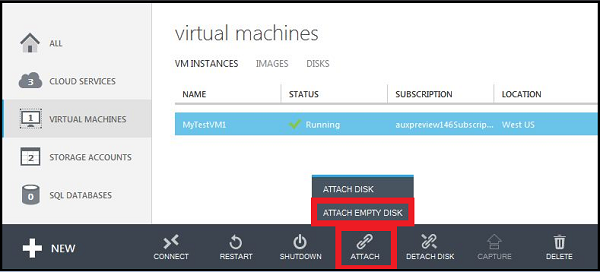 virtual machines
ALL
VM INSTANCES IMAGES DISKS
3 CLOUD SERVICES
NAME STATUS SUBSCRIPTION LOCATION
1 VIRTUAL MACHINES
MyTestVM1 Running auxpreview146Subscrip... West US
2 STORAGE ACCOUNTS
0 SQL DATABASES
ATTACH DISK
ATTACH EMPTY DISK
NEW
CONNECT RESTART SHUTDOWN ATTACH DETACH DISK CAPTURE DELETE